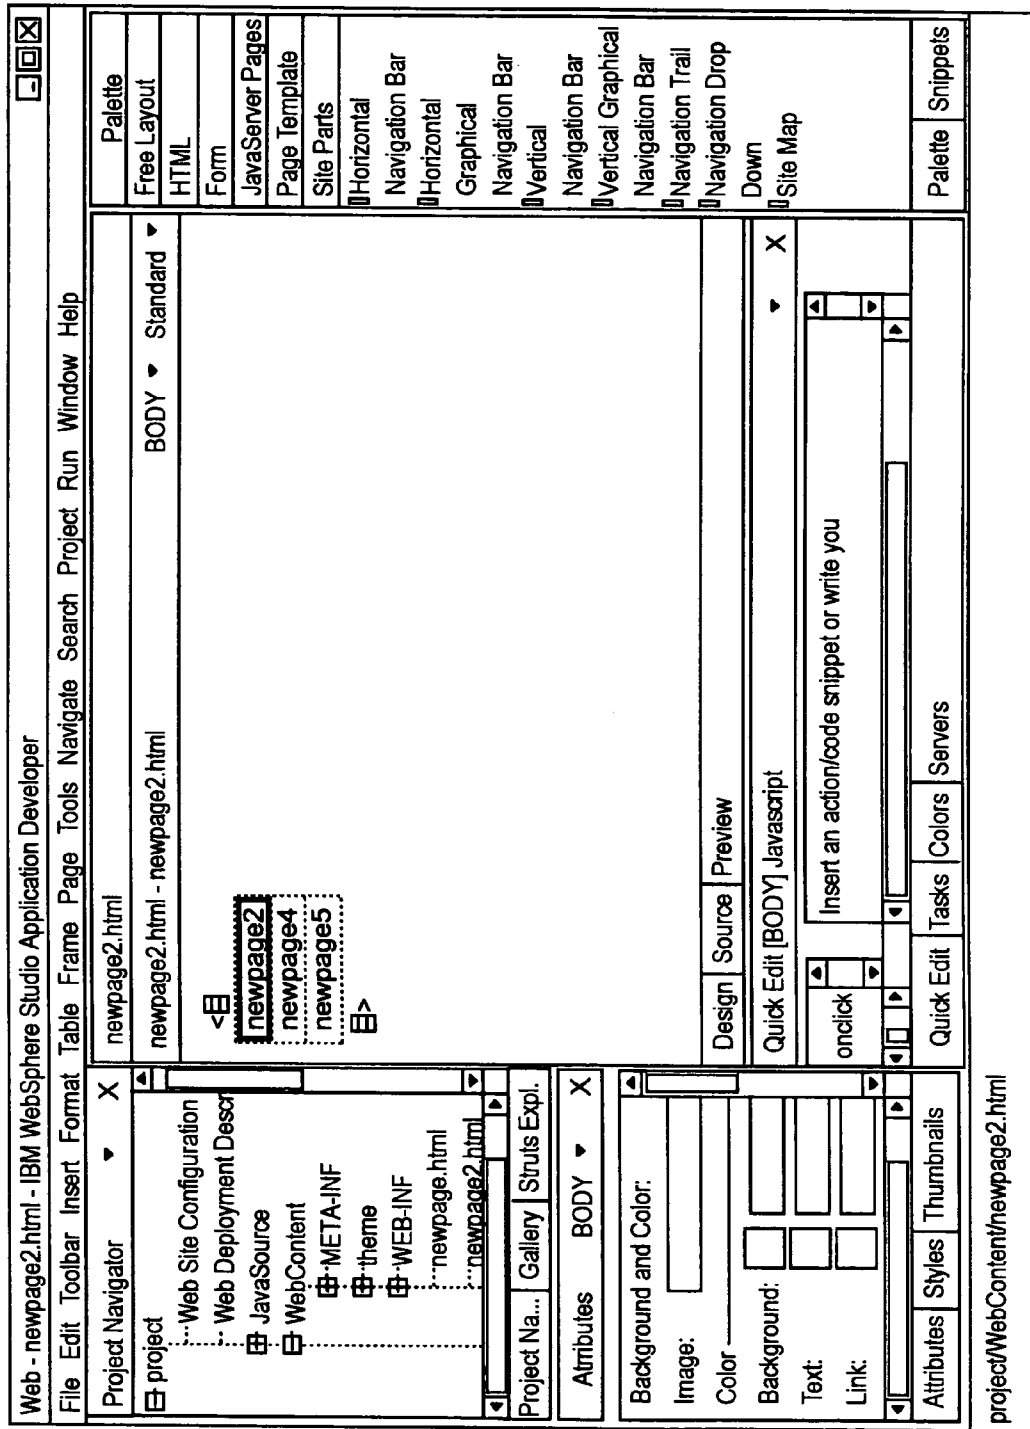 Web - newpage2.html - IBM WebSphere Studio Application Developer
File Edit Toolbar Insert Format Table Frame Page Tools Navigate Search Project Run Window Help
Project Navigator X
project
Web Site Configuration
Web Deployment Descr
JavaSource
WebContent
META-INF
theme
WEB-INF
newpage.html
newpage2.html
Project Na... Gallery Struts Expl.
Attributes BODY X
Background and Color:
Image:
Color
Background:
Text:
Link:
Attributes Styles Thumbnails
newpage2.html
newpage2.html - newpage2.html BODY Standard
<
newpage2
newpage4
newpage5
>
Design Source Preview
Quick Edit [BODY] Javascript X
onclick
Insert an action/code snippet or write you
Quick Edit Tasks Colors Servers
Palette
Free Layout
HTML
Form
JavaServer Pages
Page Template
Site Parts
Horizontal
Navigation Bar
Horizontal
Graphical
Navigation Bar
Vertical
Navigation Bar
Vertical Graphical
Navigation Bar
Navigation Trail
Navigation Drop
Down
Site Map
Palette Snippets
project/WebContent/newpage2.html